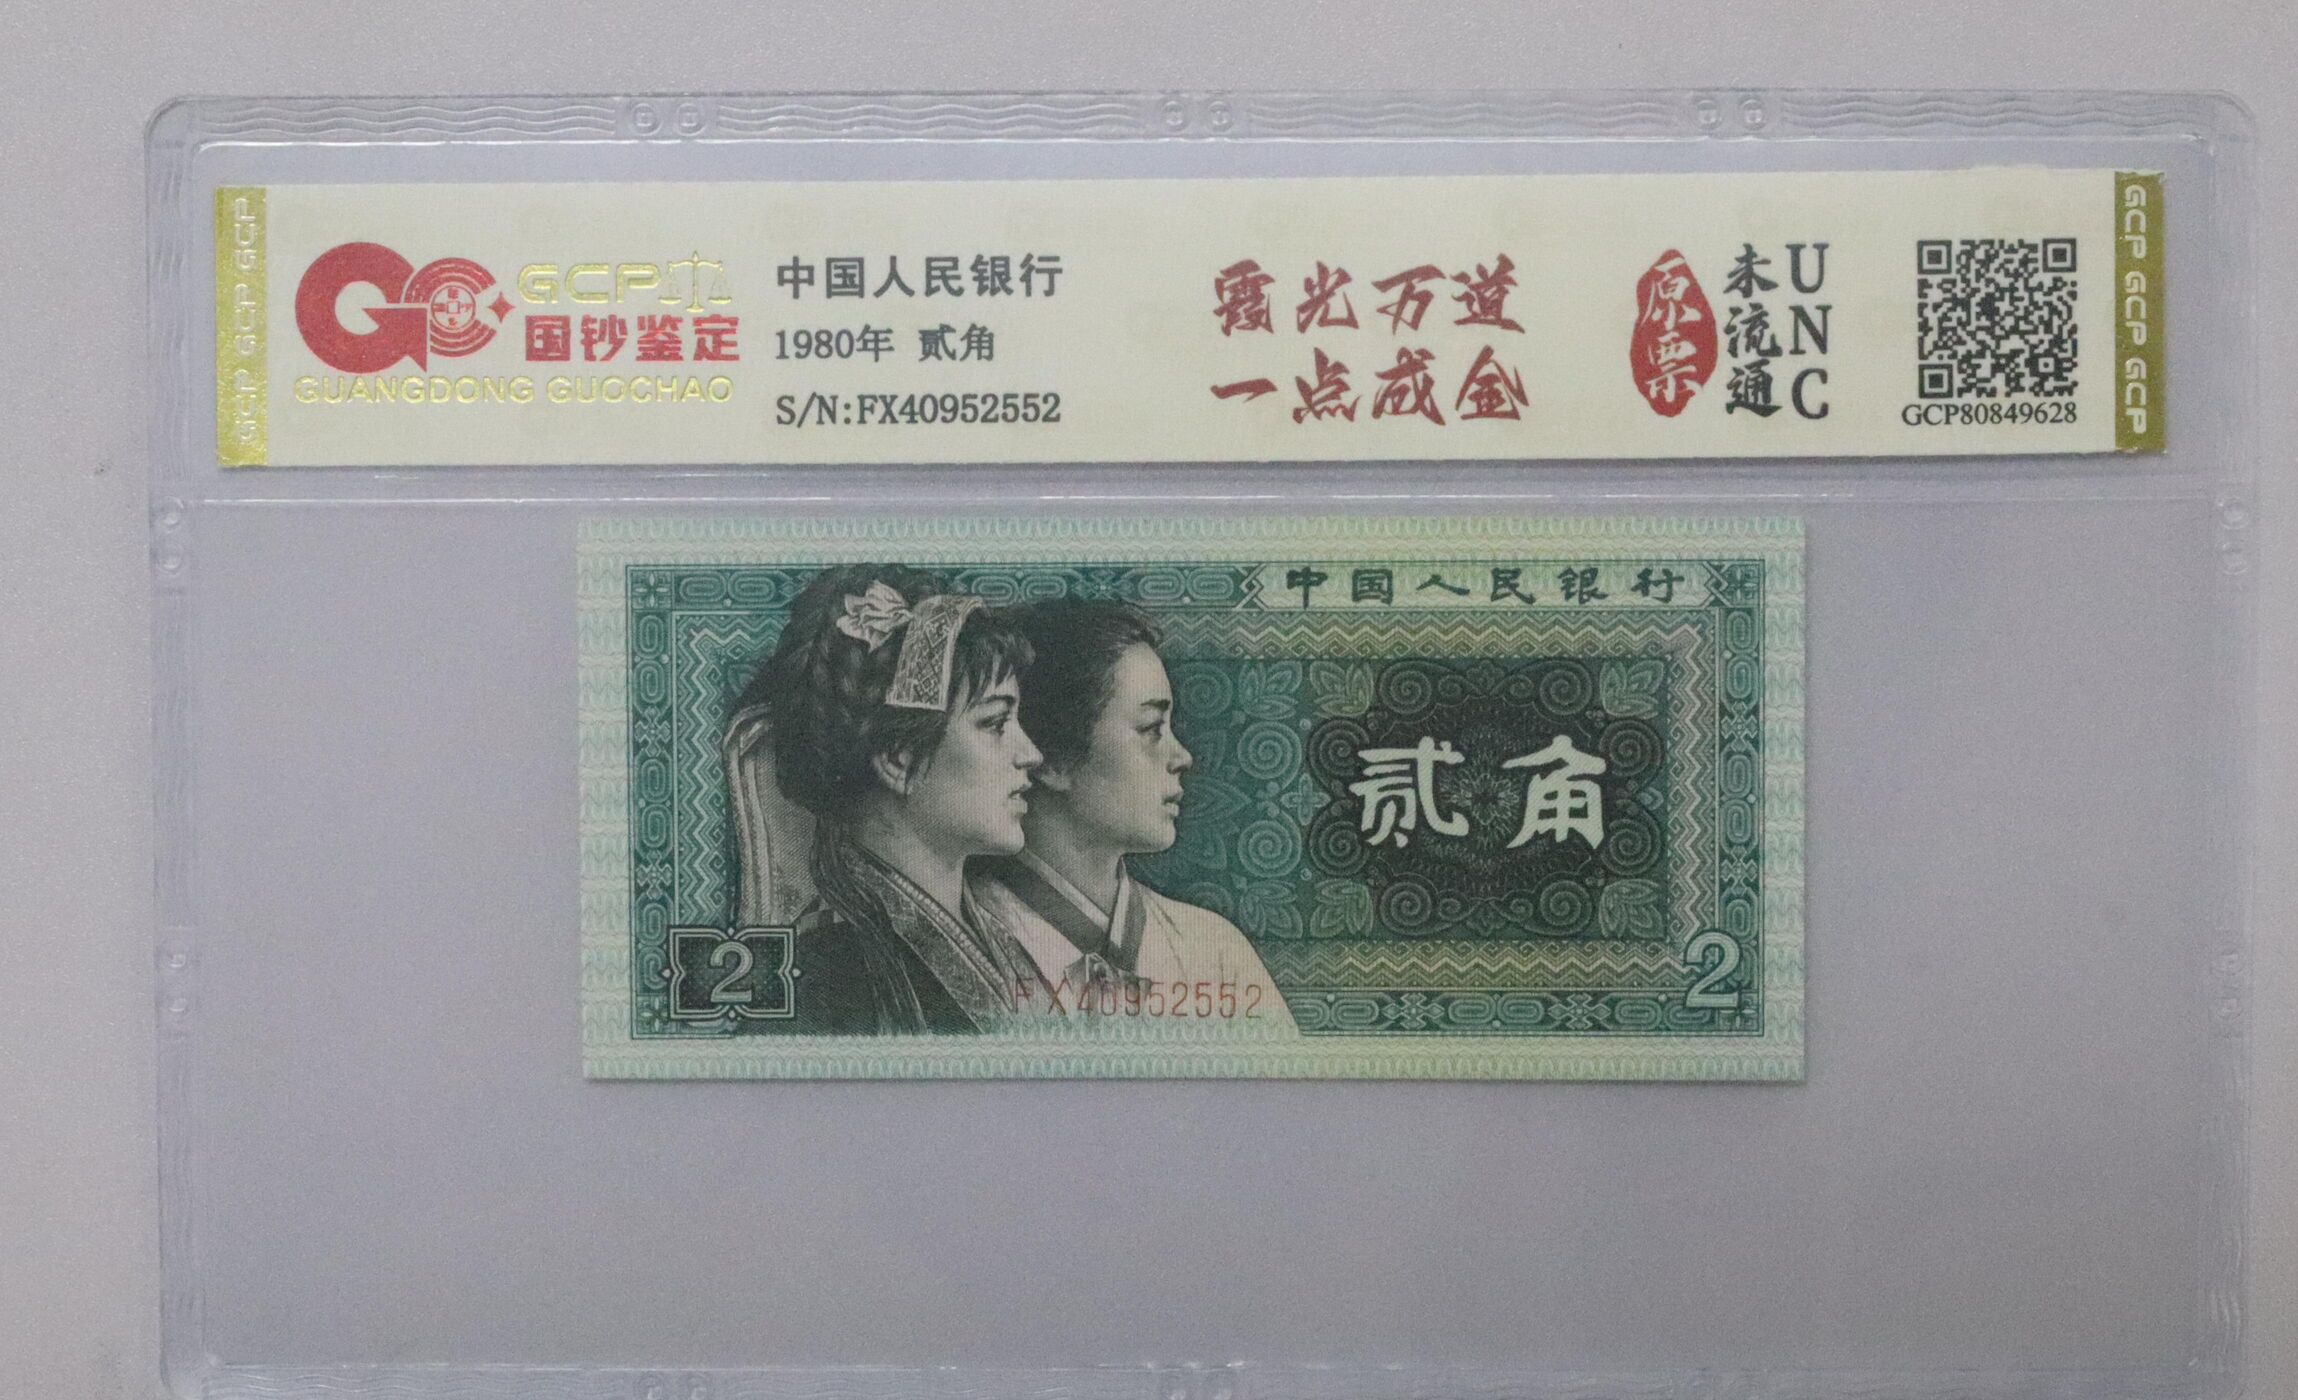 GCP
国钞鉴定
GUANGDONG GUOCHAO
中国人民银行
1980年 贰角
S/N:FX40952552
霞光万道
一点成金
原票
未流通
UNC
GCP80849628
GCP GCP GCP GCP
GCP GCP GCP GCP
中国人民银行
贰角
2
2
FX40952552